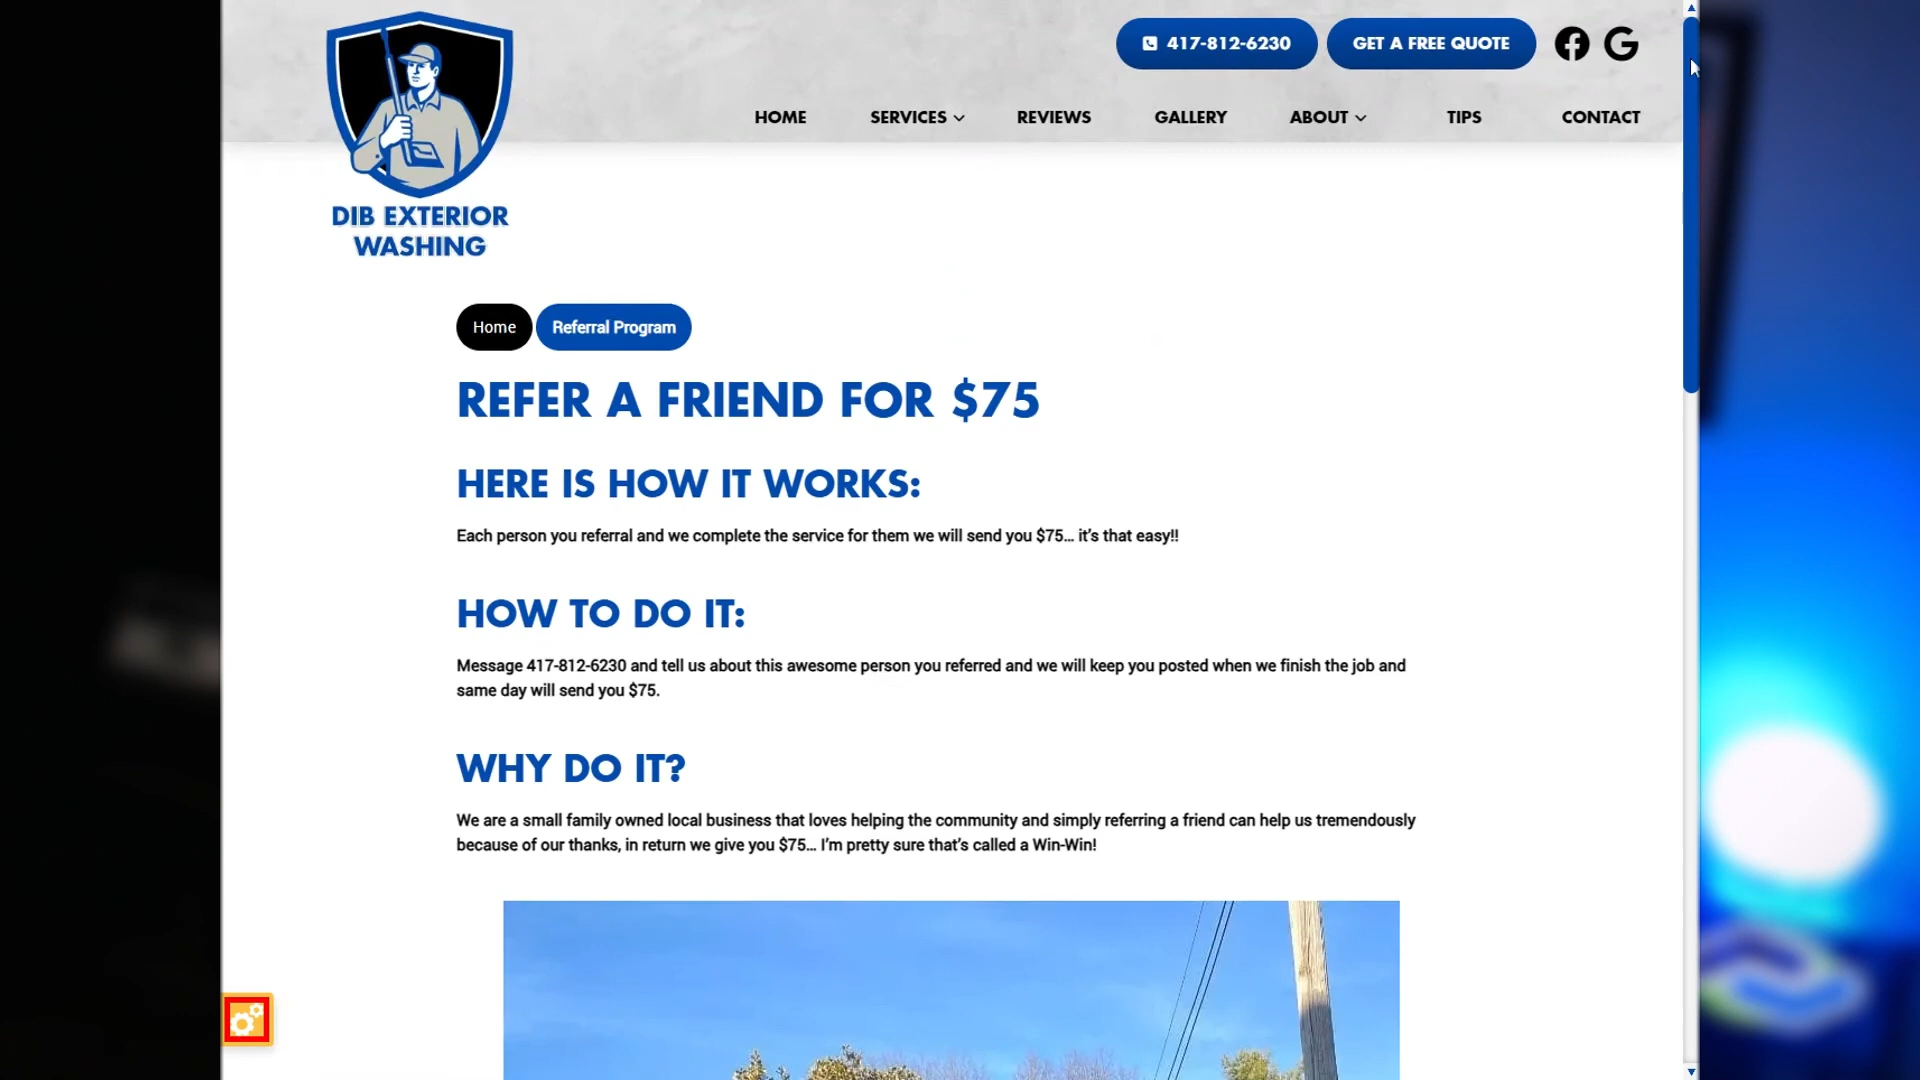 417-812-6230
GET A FREE QUOTE
HOME
SERVICES
REVIEWS
GALLERY
ABOUT
TIPS
CONTACT
DIB EXTERIOR
WASHING
Home
Referral Program
REFER A FRIEND FOR $75
HERE IS HOW IT WORKS:
Each person you referral and we complete the service for them we will send you $75... it's that easy!!
HOW TO DO IT:
Message 417-812-6230 and tell us about this awesome person you referred and we will keep you posted when we finish the job and
same day will send you $75.
WHY DO IT?
We are a small family owned local business that loves helping the community and simply referring a friend can help us tremendously
because of our thanks, in return we give you $75... I'm pretty sure that's called a Win-Win!